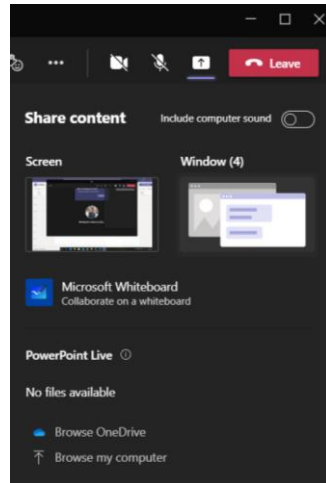 Leave
Share content
Include computer sound
Screen
Window (4)
Microsoft Whiteboard
Collaborate on a whiteboard
PowerPoint Live
No files available
Browse OneDrive
Browse my computer